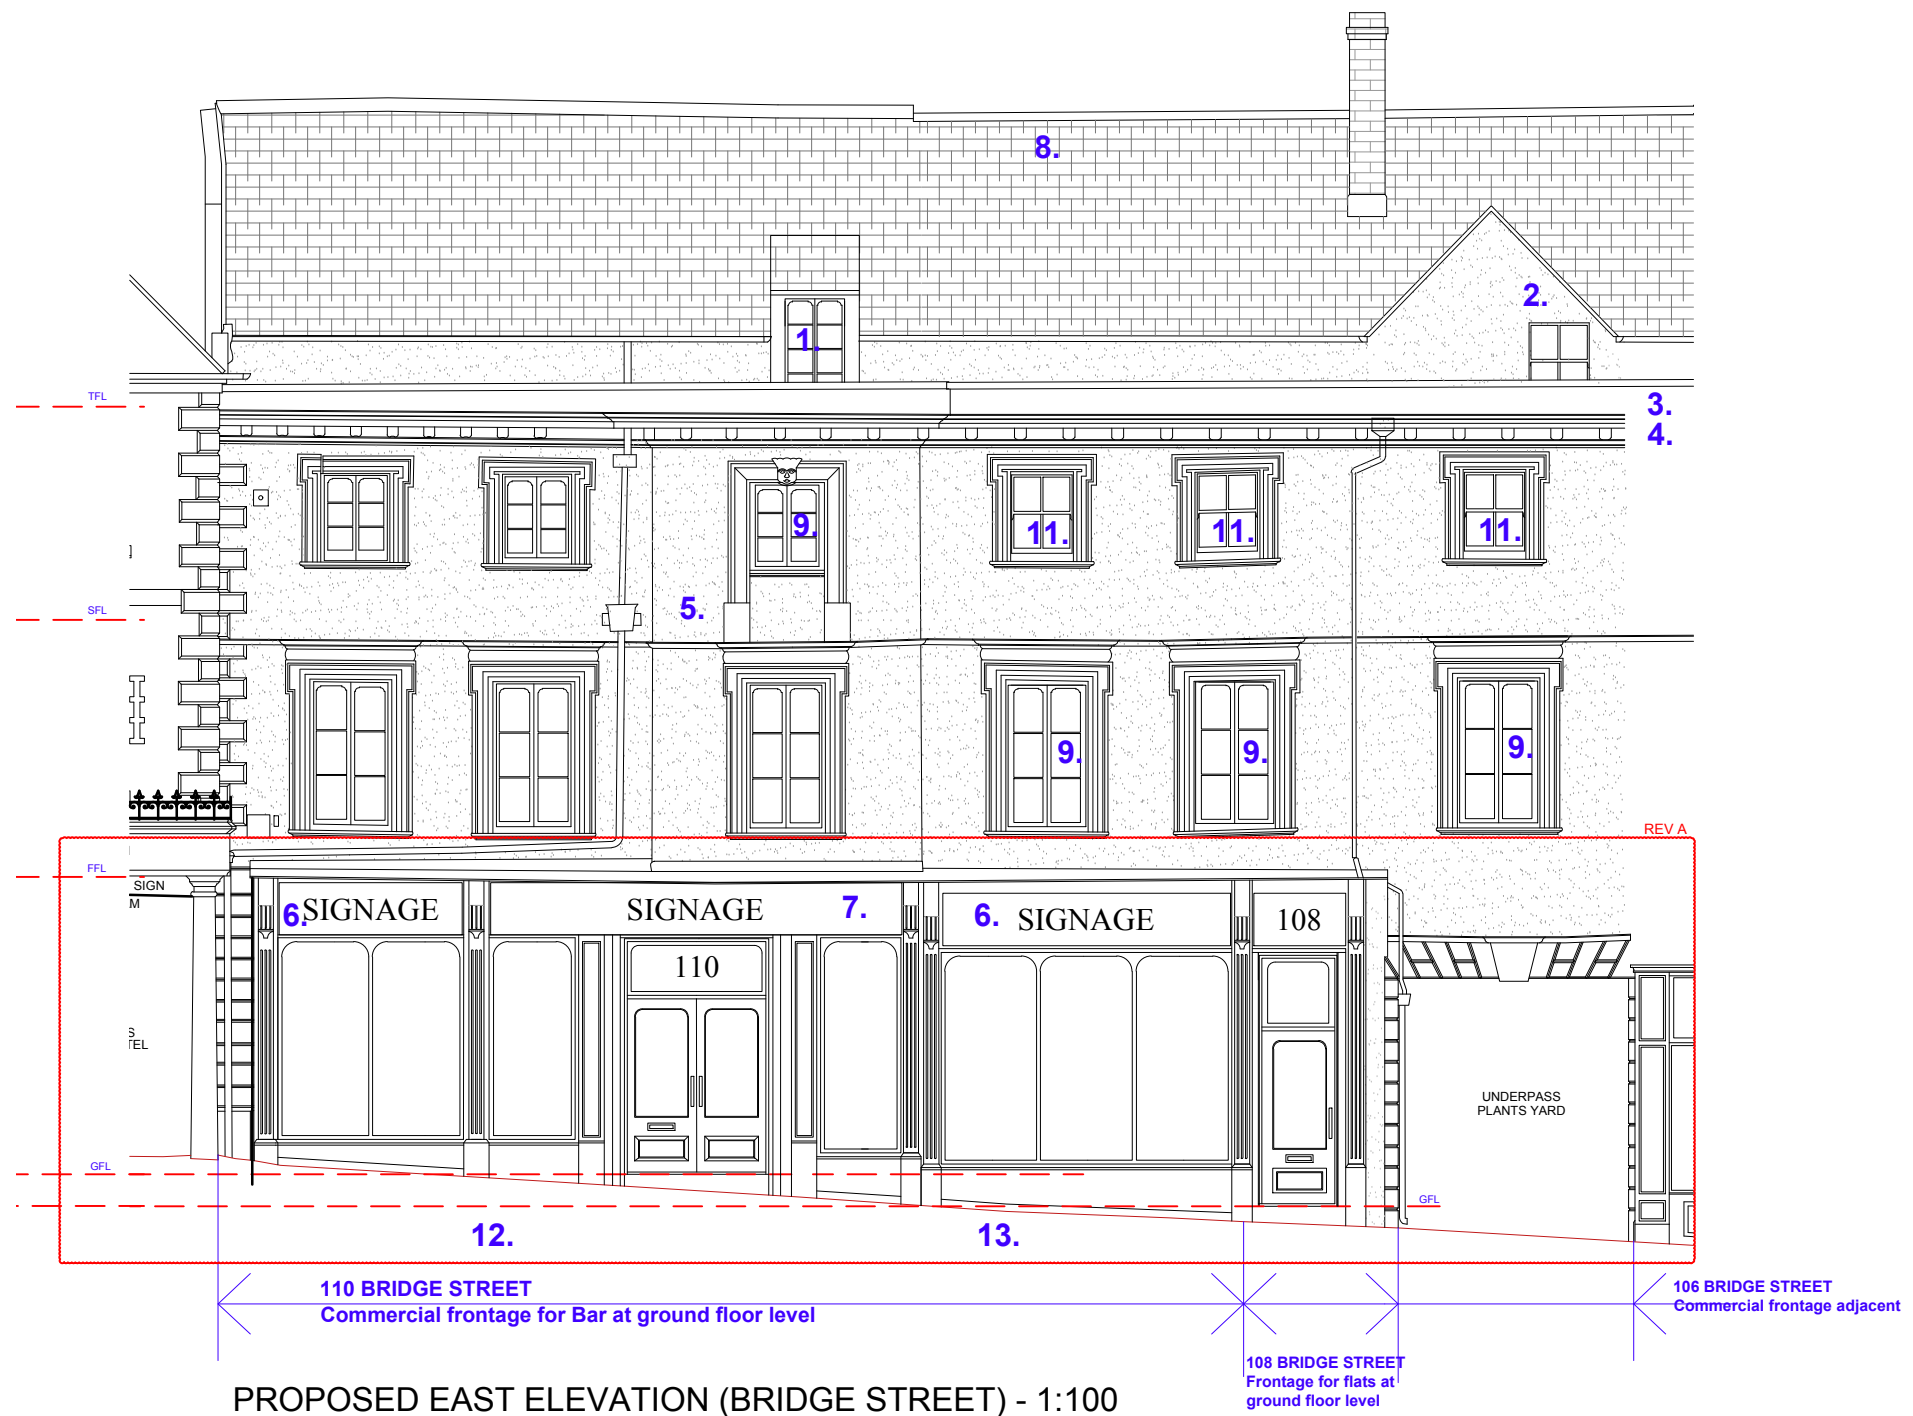 8.
2.
1.
TFL
3.
4.
9.
11.
11.
11.
SFL
5.
9.
9.
9.
REV A
FFL
SIGN
M
6.
SIGNAGE
SIGNAGE
7.
6.
SIGNAGE
108
110
S
TEL
UNDERPASS
PLANTS YARD
GFL
GFL
12.
13.
110 BRIDGE STREET
Commercial frontage for Bar at ground floor level
106 BRIDGE STREET
Commercial frontage adjacent
108 BRIDGE STREET
Frontage for flats at
ground floor level
PROPOSED EAST ELEVATION (BRIDGE STREET) - 1:100